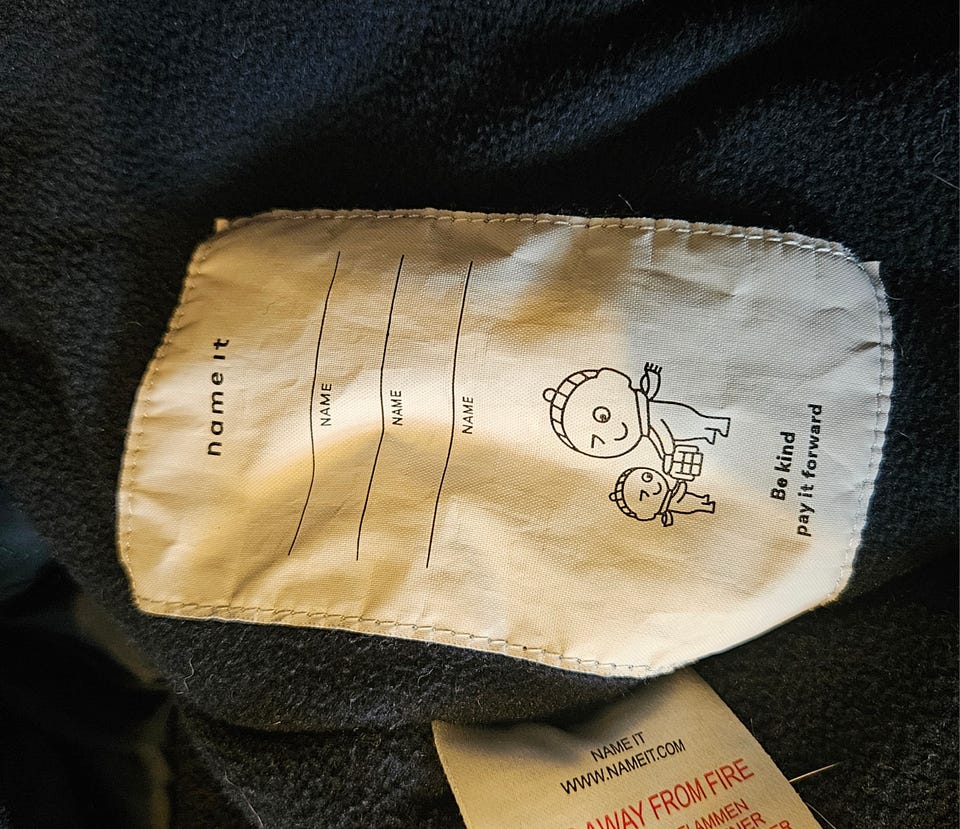 name it
NAME
NAME
NAME
Be kind
pay it forward
NAME IT
WWW.NAMEIT.COM
AWAY FROM FIRE